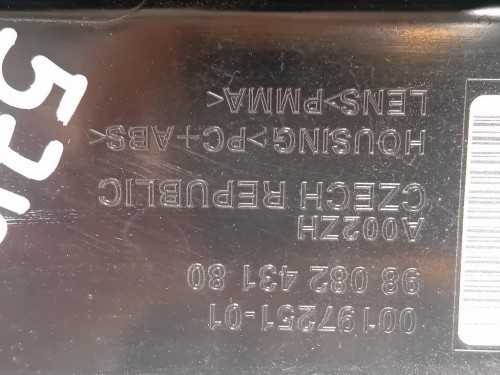 00197251-01
98 082 431 80
A002ZH
CZECH REPUBLIC
HOUSING>PC+ABS<
LENS>PMMA<